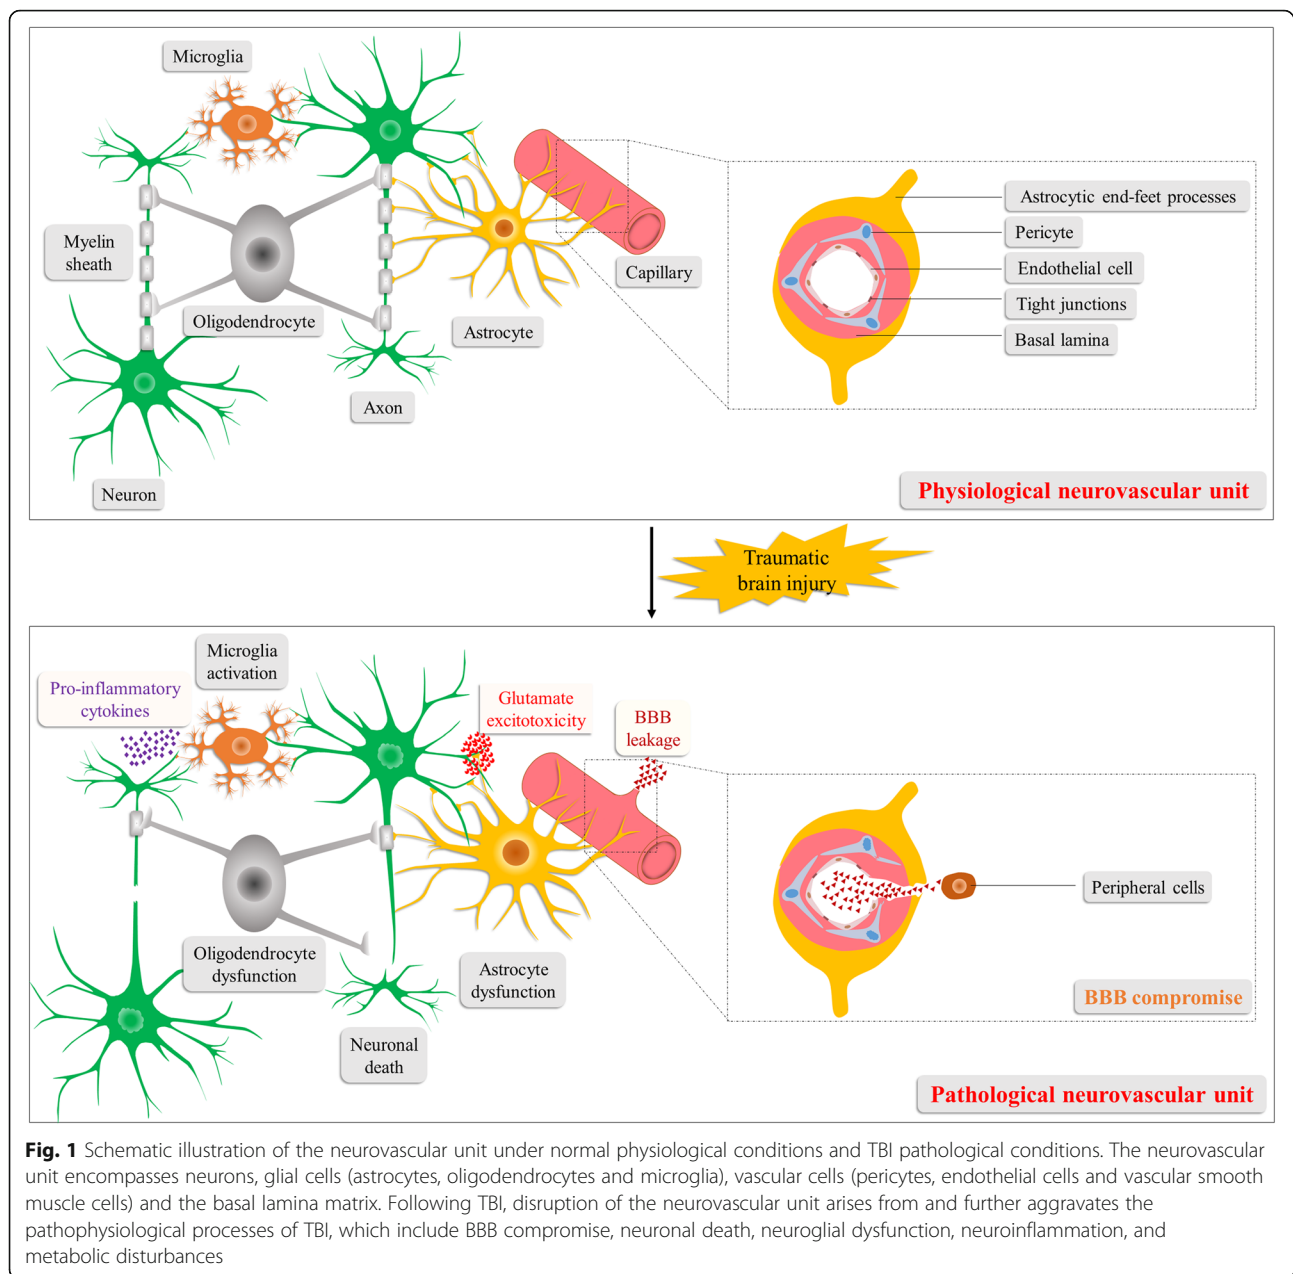 Microglia
Myelin
sheath
Oligodendrocyte
Astrocyte
Capillary
Axon
Neuron
Astrocytic end-feet processes
Pericyte
Endothelial cell
Tight junctions
Basal lamina
Physiological neurovascular unit
Traumatic
brain injury
Microglia
activation
Pro-inflammatory
cytokines
Glutamate
excitotoxicity
BBB
leakage
Oligodendrocyte
dysfunction
Astrocyte
dysfunction
Neuronal
death
Peripheral cells
BBB compromise
Pathological neurovascular unit
Fig. 1 Schematic illustration of the neurovascular unit under normal physiological conditions and TBI pathological conditions. The neurovascular
unit encompasses neurons, glial cells (astrocytes, oligodendrocytes and microglia), vascular cells (pericytes, endothelial cells and vascular smooth
muscle cells) and the basal lamina matrix. Following TBI, disruption of the neurovascular unit arises from and further aggravates the
pathophysiological processes of TBI, which include BBB compromise, neuronal death, neuroglial dysfunction, neuroinflammation, and
metabolic disturbances